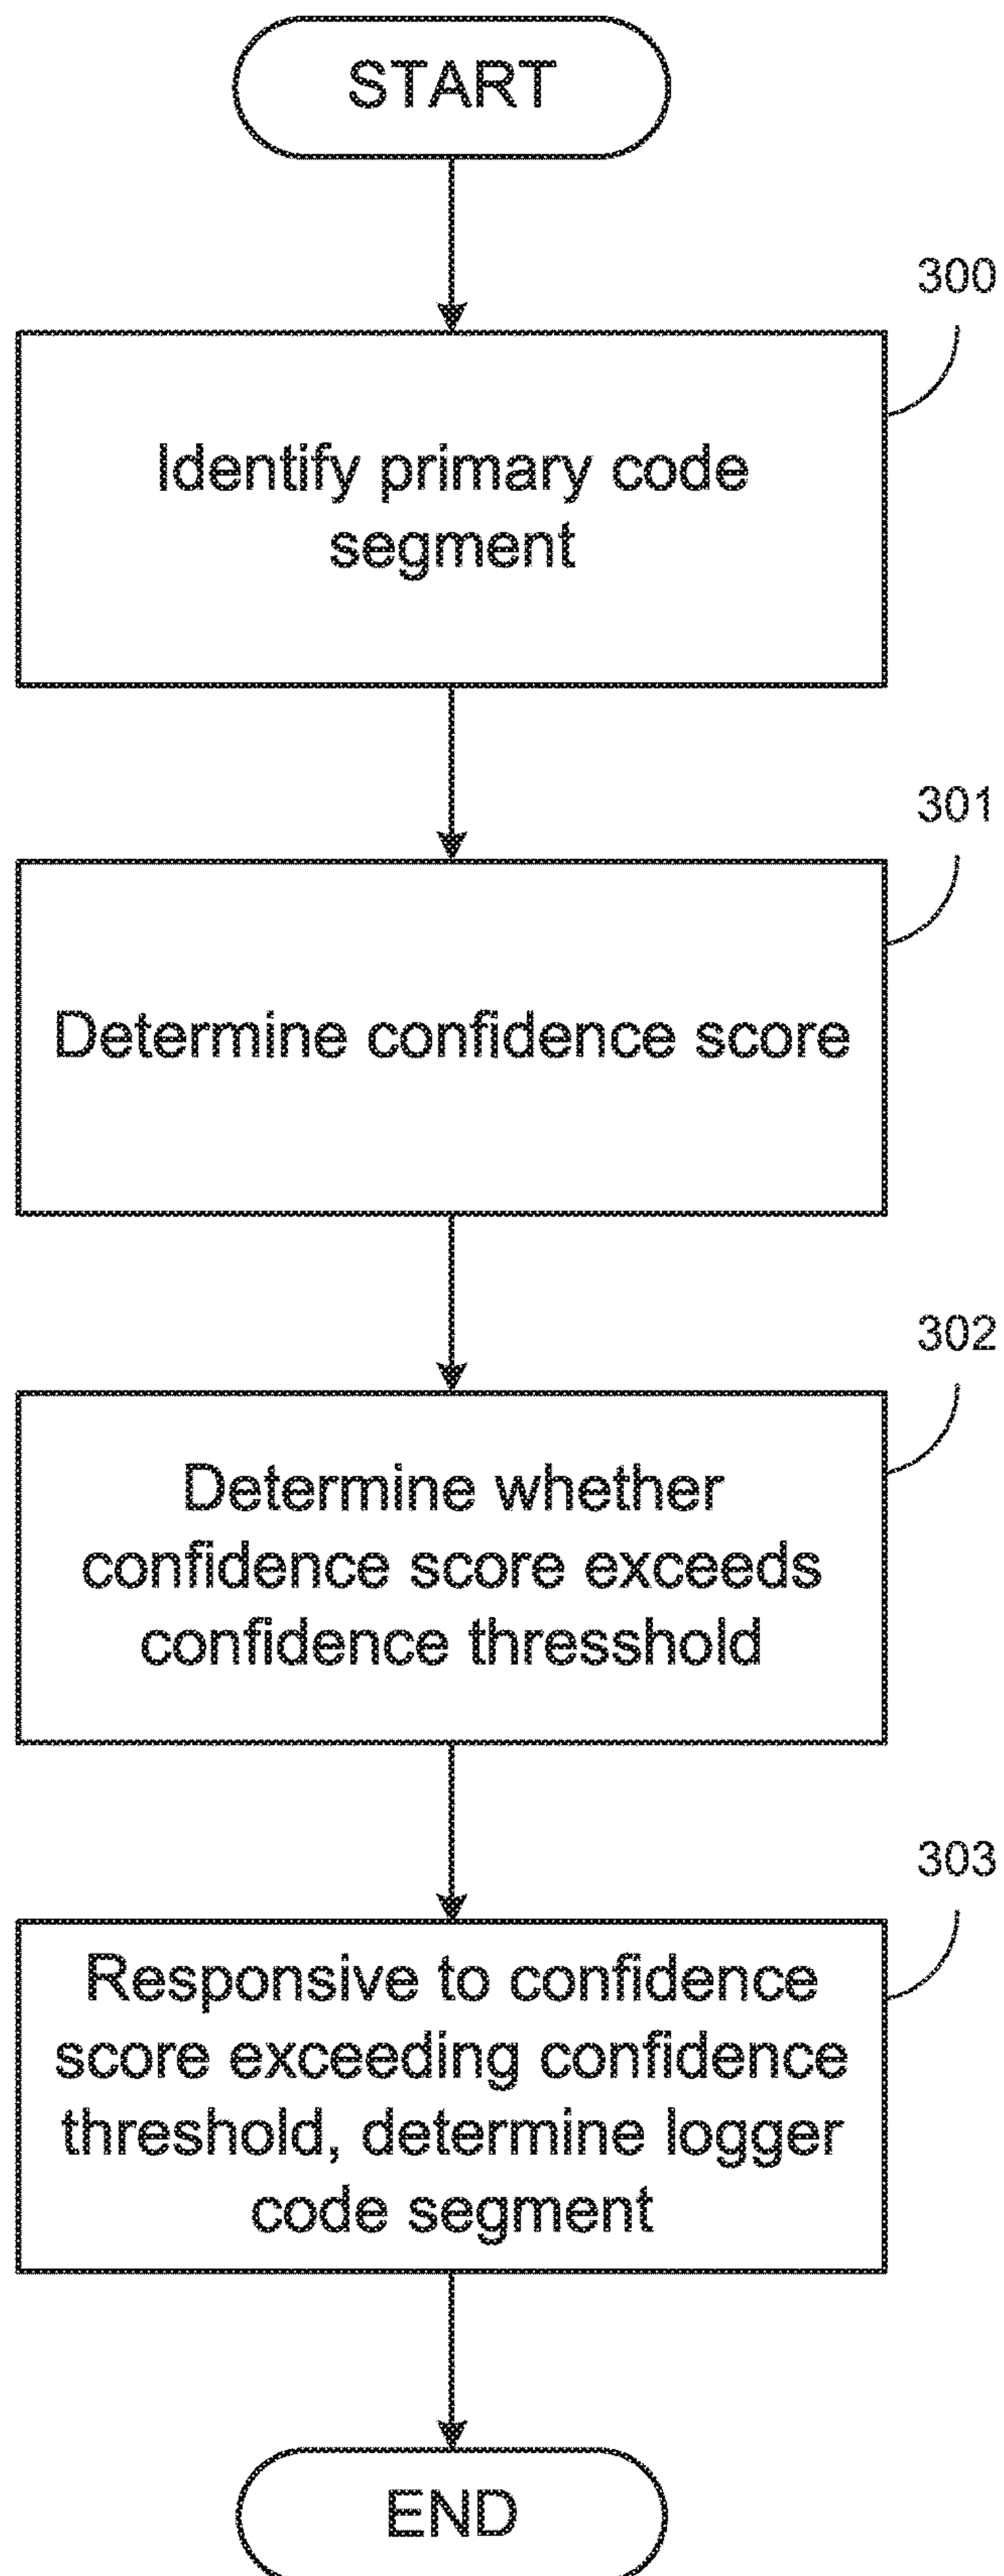 START
300
Identify primary code
segment
301
Determine confidence score
302
Determine whether
confidence score exceeds
confidence thresshold
303
Responsive to confidence
score exceeding confidence
threshold, determine logger
code segment
END